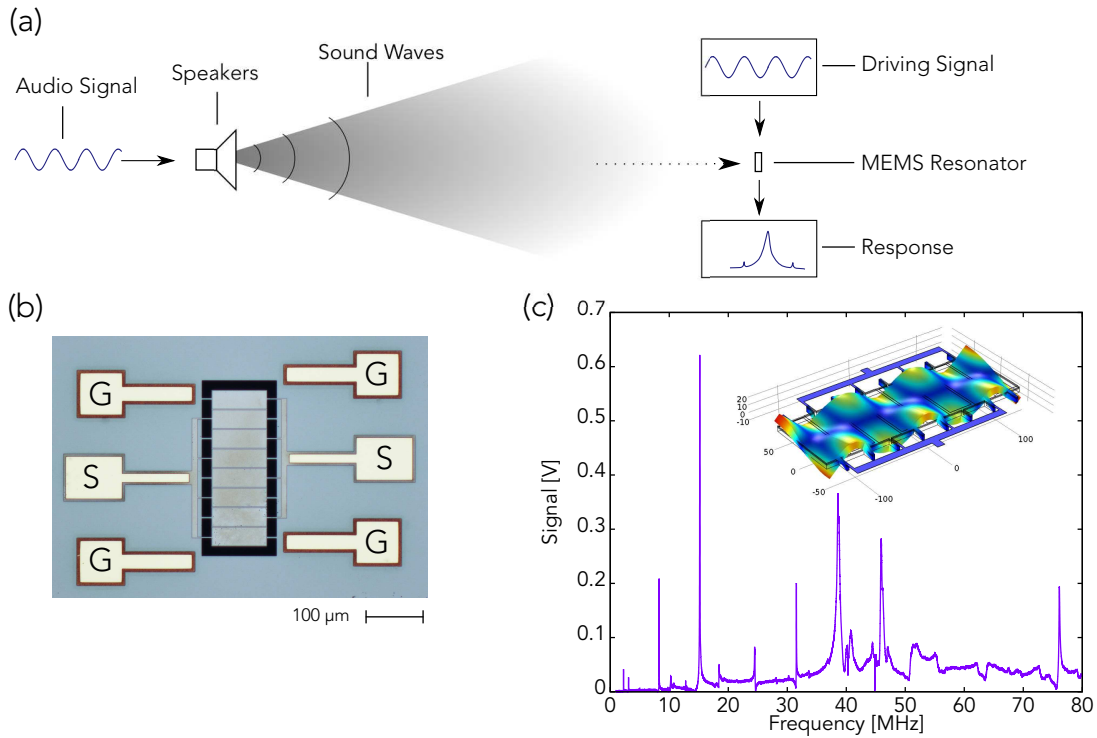 (a)
Audio Signal
Speakers
Sound Waves
Driving Signal
MEMS Resonator
Response
(b)
G
G
S
S
G
G
100 μm
(c)
0.7
0.6
0.5
0.4
0.3
0.2
0.1
0
Signal [V]
0 10 20 30 40 50 60 70 80
Frequency [MHz]
20
10
0
-10
50
0
-50
-100
0
100